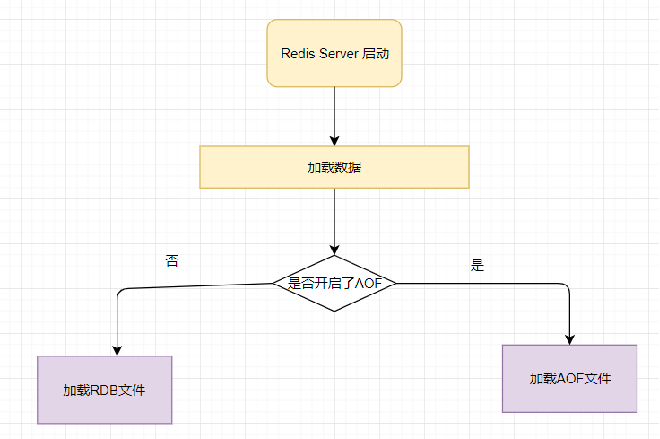 Redis Server 启动
加载数据
否
是
是否开启了AOF
加载RDB文件
加载AOF文件